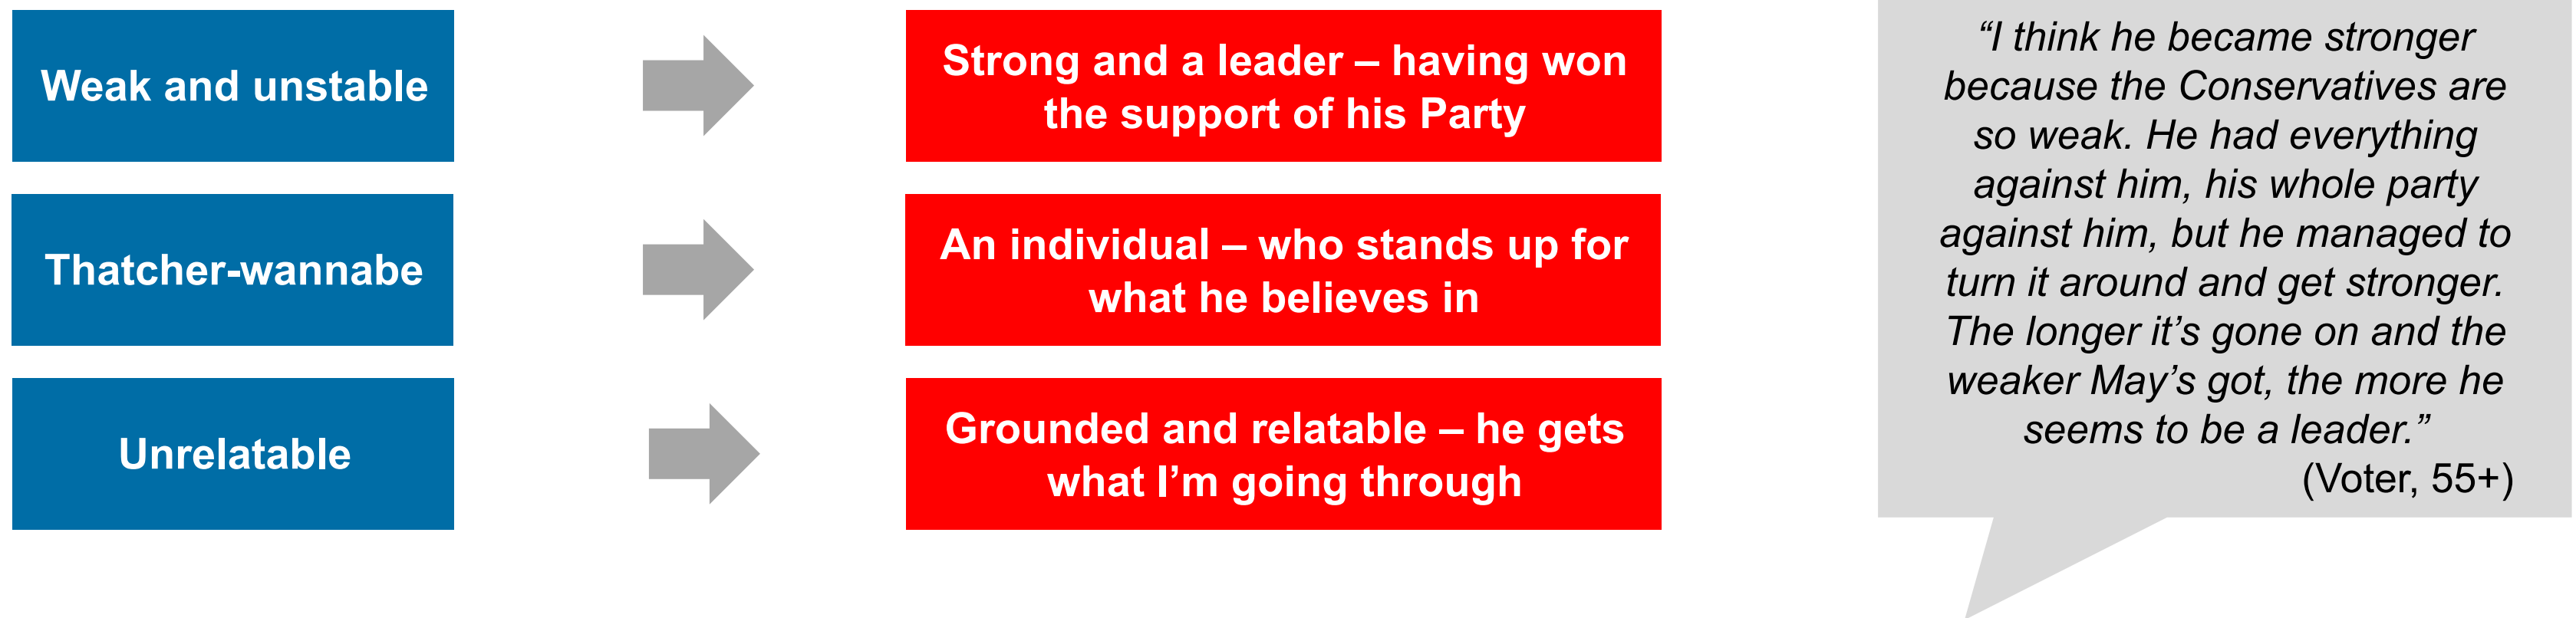 Weak and unstable
Strong and a leader – having won
the support of his Party
Thatcher-wannabe
An individual – who stands up for
what he believes in
Unrelatable
Grounded and relatable – he gets
what I’m going through
“I think he became stronger
because the Conservatives are
so weak. He had everything
against him, his whole party
against him, but he managed to
turn it around and get stronger.
The longer it’s gone on and the
weaker May’s got, the more he
seems to be a leader.”
(Voter, 55+)